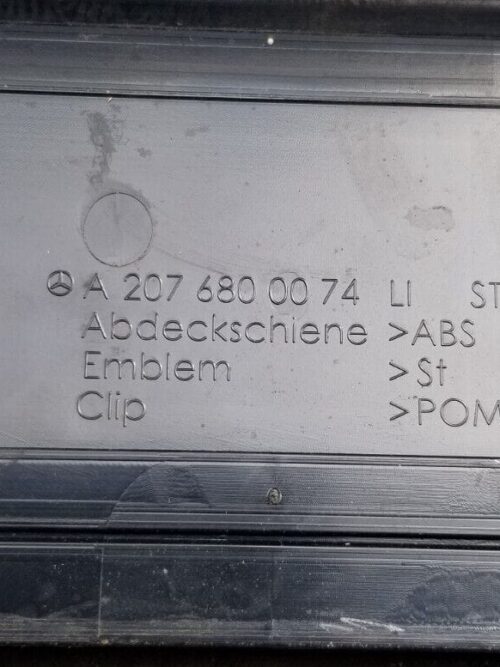 A 207 680 00 74 LI ST
Abdeckschiene >ABS
Emblem >St
Clip >POM